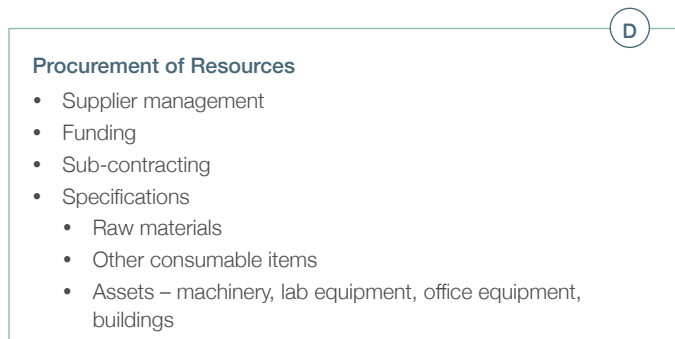 D
Procurement of Resources
• Supplier management
• Funding
• Sub-contracting
• Specifications
• Raw materials
• Other consumable items
• Assets – machinery, lab equipment, office equipment,
buildings